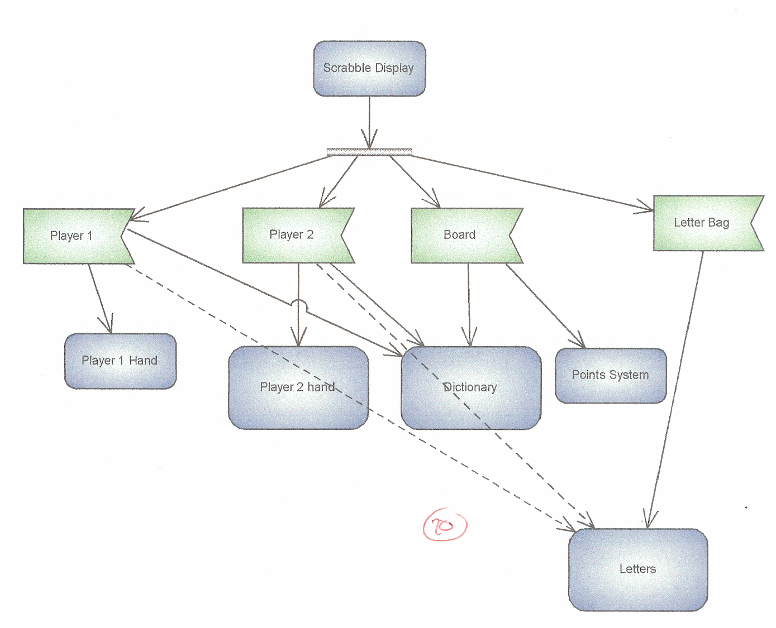 Scrabble Display
Player 1
Player 2
Board
Letter Bag
Player 1 Hand
Player 2 hand
Dictionary
Points System
Letters